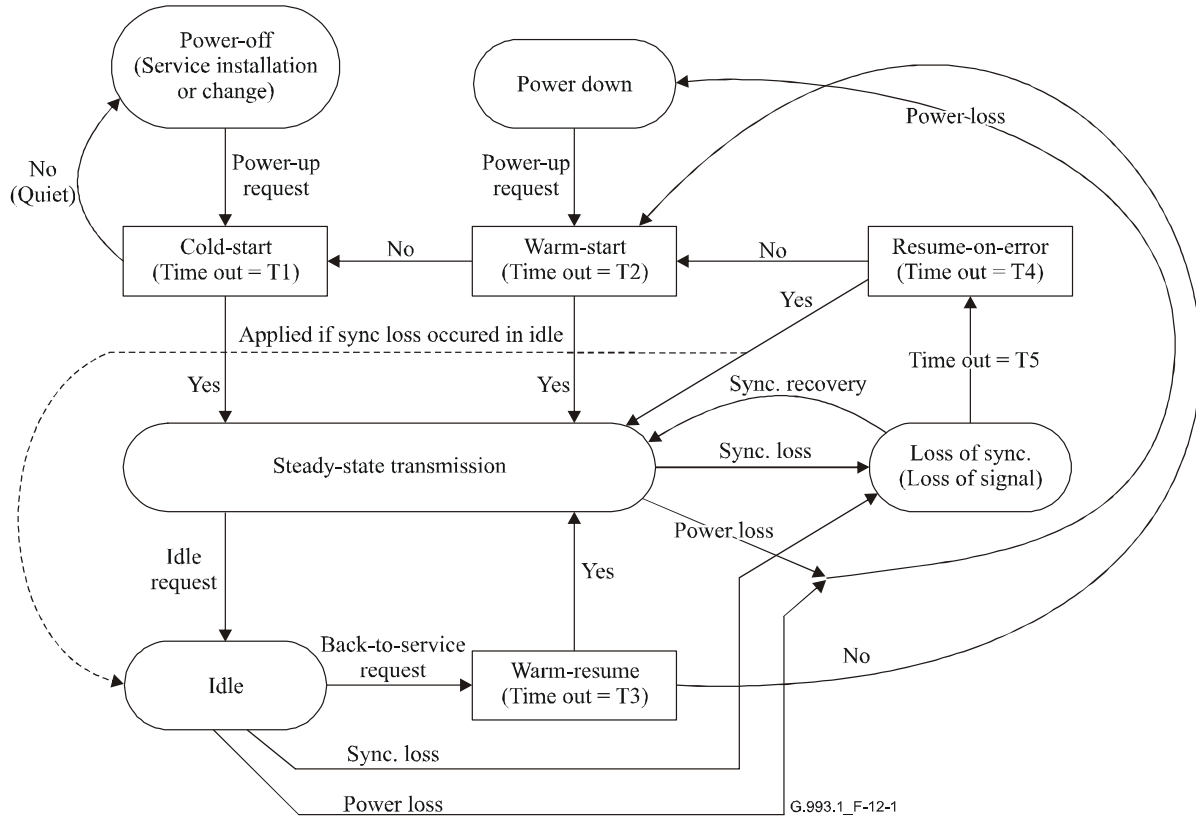 Power-off
(Service installation
or change)
Power down
Power loss
No
(Quiet)
Power-up
request
Power-up
request
Cold-start
(Time out = T1)
No
Warm-start
(Time out = T2)
No
Resume-on-error
(Time out = T4)
Yes
Applied if sync loss occured in idle
Time out = T5
Yes
Yes
Sync. recovery
Steady-state transmission
Sync. loss
Loss of sync.
(Loss of signal)
Power loss
Idle
request
Yes
Back-to-service
request
No
Idle
Warm-resume
(Time out = T3)
Sync. loss
Power loss
G.993.1_F-12-1